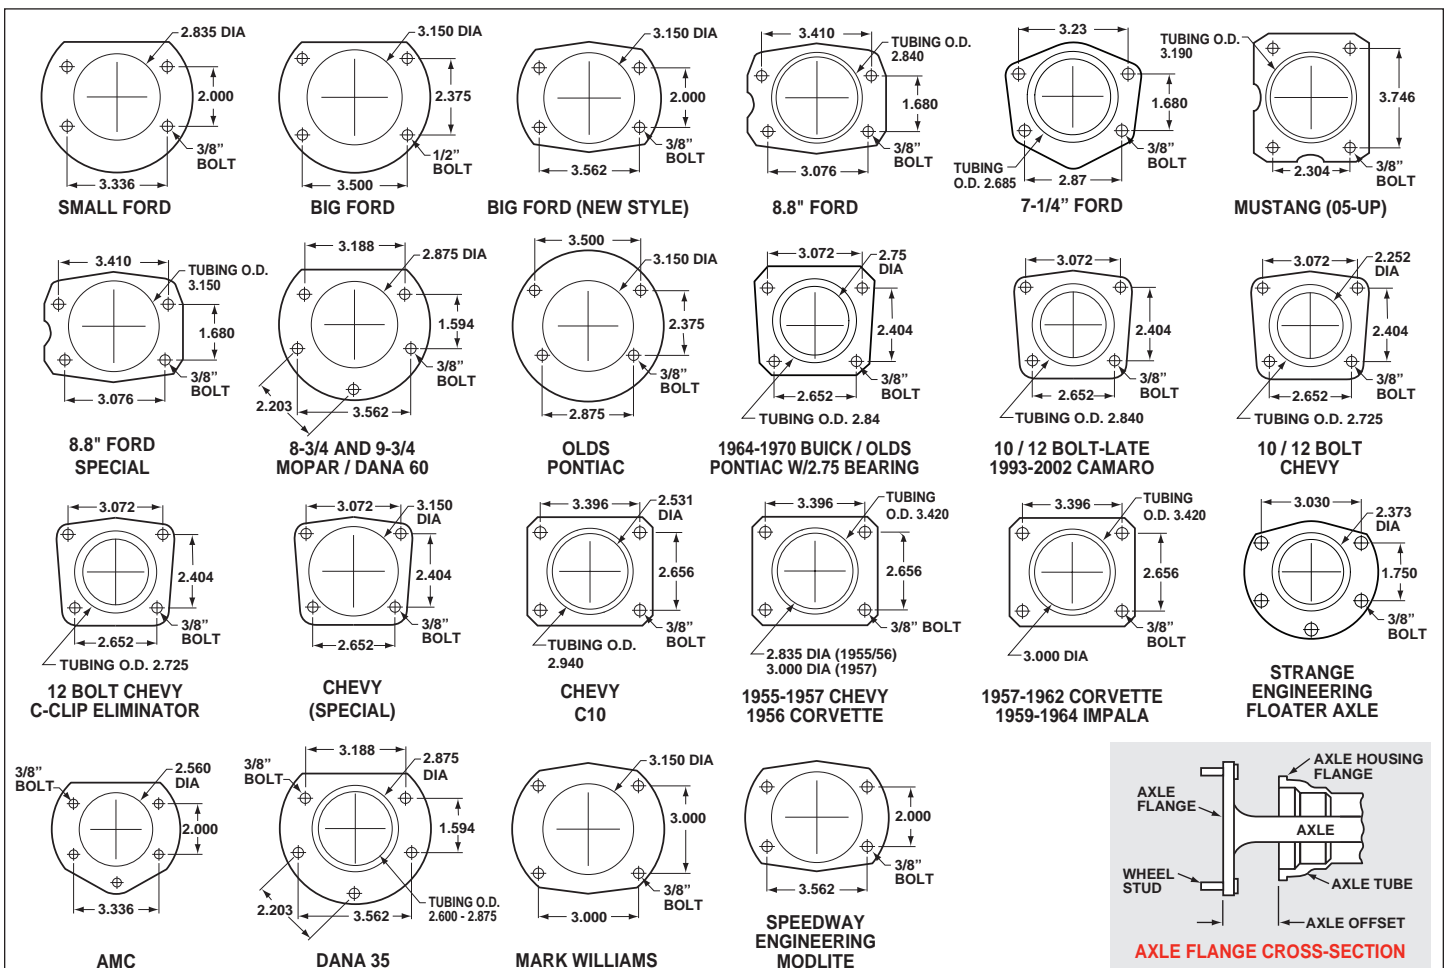 2.835 DIA
2.000
3/8”
BOLT
3.336
SMALL FORD
3.150 DIA
2.375
1/2”
BOLT
3.500
BIG FORD
3.150 DIA
2.000
3/8”
BOLT
3.562
BIG FORD (NEW STYLE)
3.410
TUBING O.D.
2.840
1.680
3/8”
BOLT
3.076
8.8" FORD
3.23
1.680
3/8”
BOLT
TUBING
O.D. 2.685
2.87
7-1/4” FORD
TUBING O.D.
3.190
3.746
3/8”
BOLT
2.304
MUSTANG (05-UP)
3.410
TUBING O.D.
3.150
1.680
3/8”
BOLT
3.076
8.8" FORD
SPECIAL
3.188
2.875 DIA
1.594
3/8”
BOLT
2.203
3.562
8-3/4 AND 9-3/4
MOPAR / DANA 60
3.500
3.150 DIA
2.375
3/8”
BOLT
2.875
OLDS
PONTIAC
3.072
2.75
DIA
2.404
3/8”
BOLT
2.652
TUBING O.D. 2.84
1964-1970 BUICK / OLDS
PONTIAC W/2.75 BEARING
3.072
2.404
3/8”
BOLT
2.652
TUBING O.D. 2.840
10 / 12 BOLT-LATE
1993-2002 CAMARO
3.072
2.252
DIA
2.404
3/8”
BOLT
2.652
TUBING O.D. 2.725
10 / 12 BOLT
CHEVY
3.072
2.404
3/8”
BOLT
2.652
TUBING O.D. 2.725
12 BOLT CHEVY
C-CLIP ELIMINATOR
3.072
3.150
DIA
2.404
3/8”
BOLT
2.652
CHEVY
(SPECIAL)
3.396
2.531
DIA
2.656
3/8”
BOLT
TUBING O.D.
2.940
CHEVY
C10
3.396
TUBING
O.D. 3.420
2.656
3/8” BOLT
2.835 DIA (1955/56)
3.000 DIA (1957)
1955-1957 CHEVY
1956 CORVETTE
3.396
TUBING
O.D. 3.420
2.656
3/8”
BOLT
3.000 DIA
1957-1962 CORVETTE
1959-1964 IMPALA
3.030
2.373
DIA
1.750
3/8”
BOLT
STRANGE
ENGINEERING
FLOATER AXLE
3/8”
BOLT
2.560
DIA
2.000
3.336
AMC
3/8”
BOLT
3.188
2.875
DIA
1.594
2.203
3.562
TUBING O.D.
2.600 - 2.875
DANA 35
3.150 DIA
3.000
3/8”
BOLT
3.000
MARK WILLIAMS
2.000
3/8”
BOLT
3.562
SPEEDWAY
ENGINEERING
MODLITE
AXLE HOUSING
FLANGE
AXLE
FLANGE
AXLE
WHEEL
STUD
AXLE TUBE
AXLE OFFSET
AXLE FLANGE CROSS-SECTION